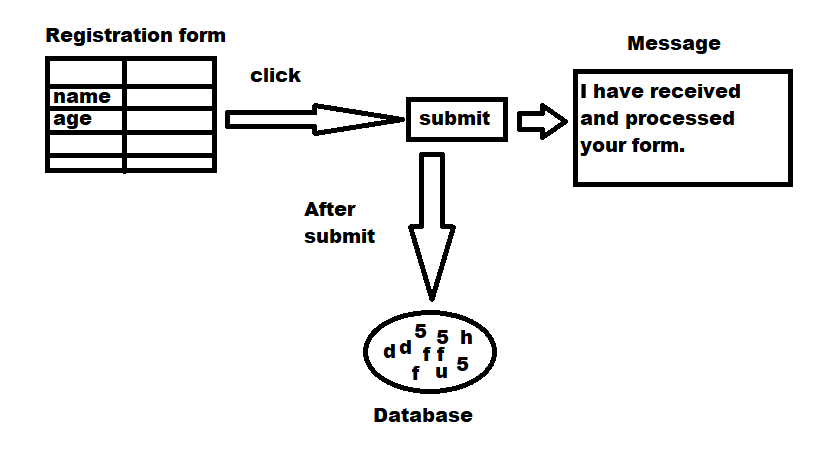 Registration form
name
age
click
submit
Message
I have received
and processed
your form.
After
submit
5 5 h
d d f f 5
f u
Database